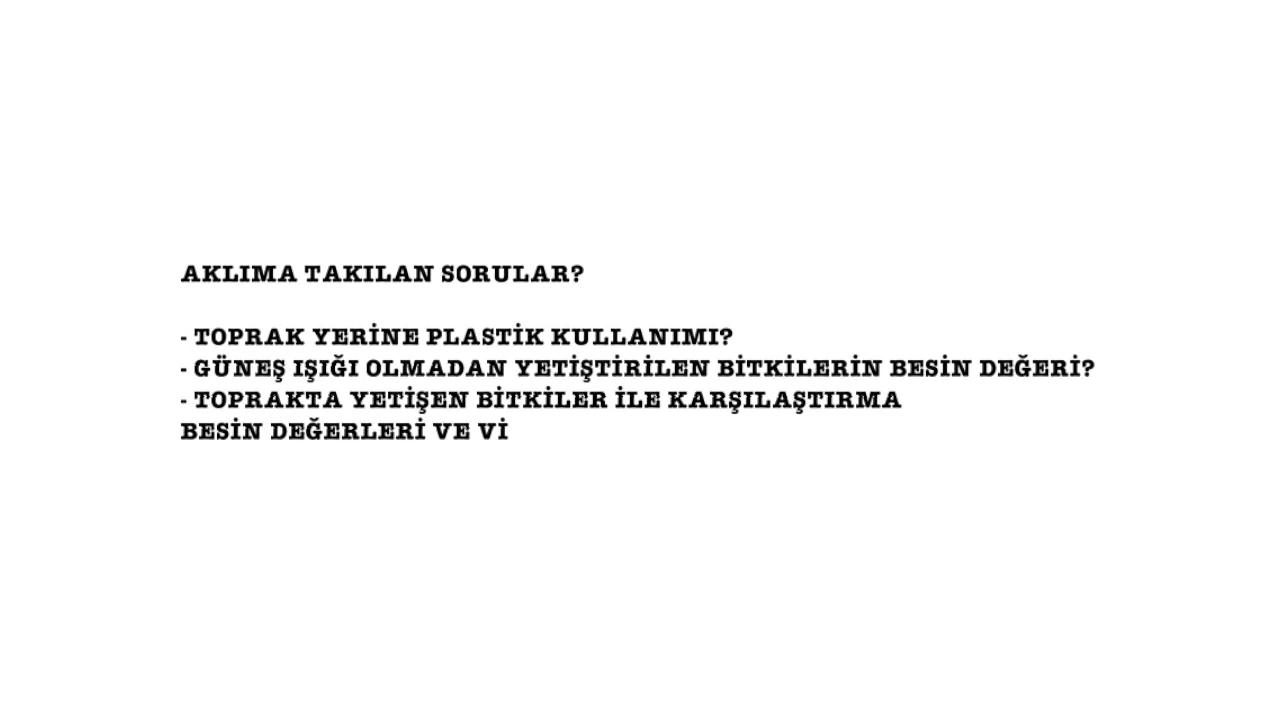 AKLIMA TAKILAN SORULAR?
- TOPRAK YERİNE PLASTİK KULLANIMI?
- GÜNEŞ IŞIĞI OLMADAN YETİŞTİRİLEN BİTKİLERİN BESİN DEĞERİ?
- TOPRAKTA YETİŞEN BİTKİLER İLE KARŞILAŞTIRMA
BESİN DEĞERLERİ VE Vİ